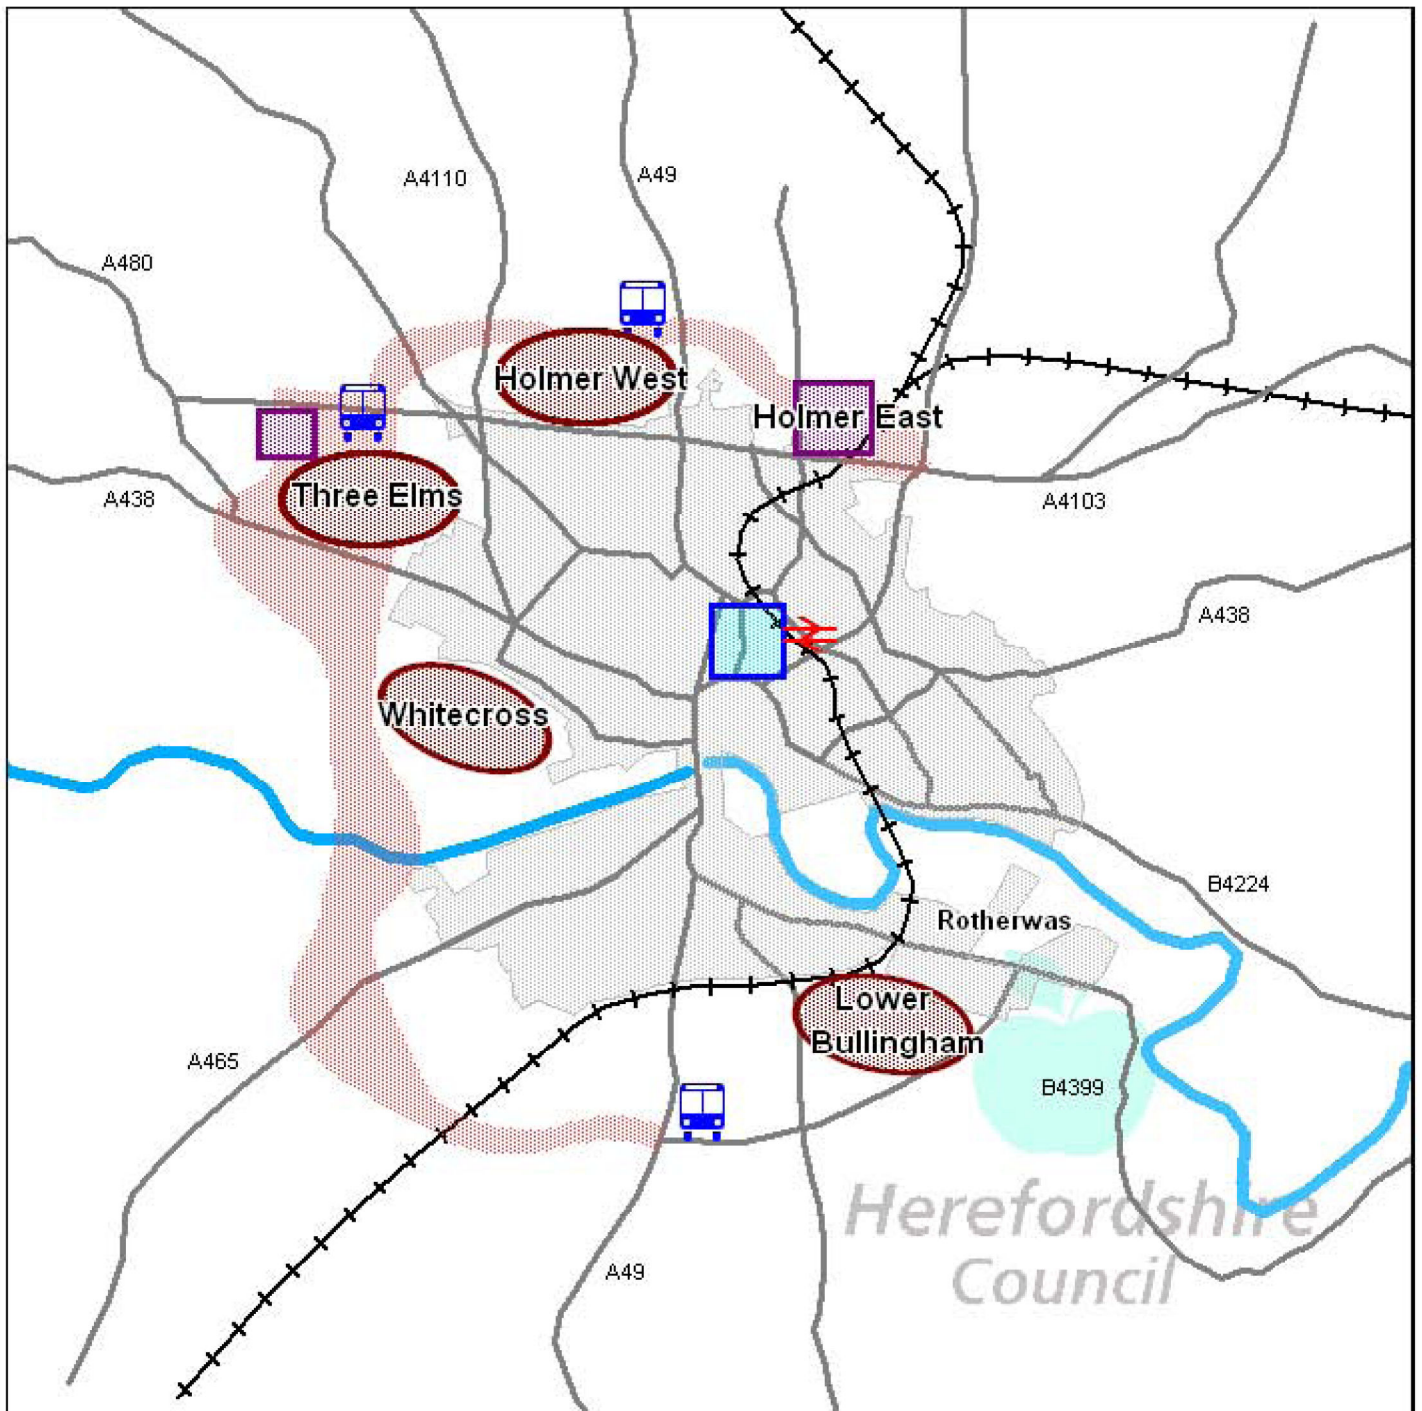 A4110
A49
A480
Holmer West
Holmer East
Three Elms
A438
A4103
A438
Whitecross
B4224
Rotherwas
Lower
Bullingham
A465
B4399
Herefordshire
Council
A49